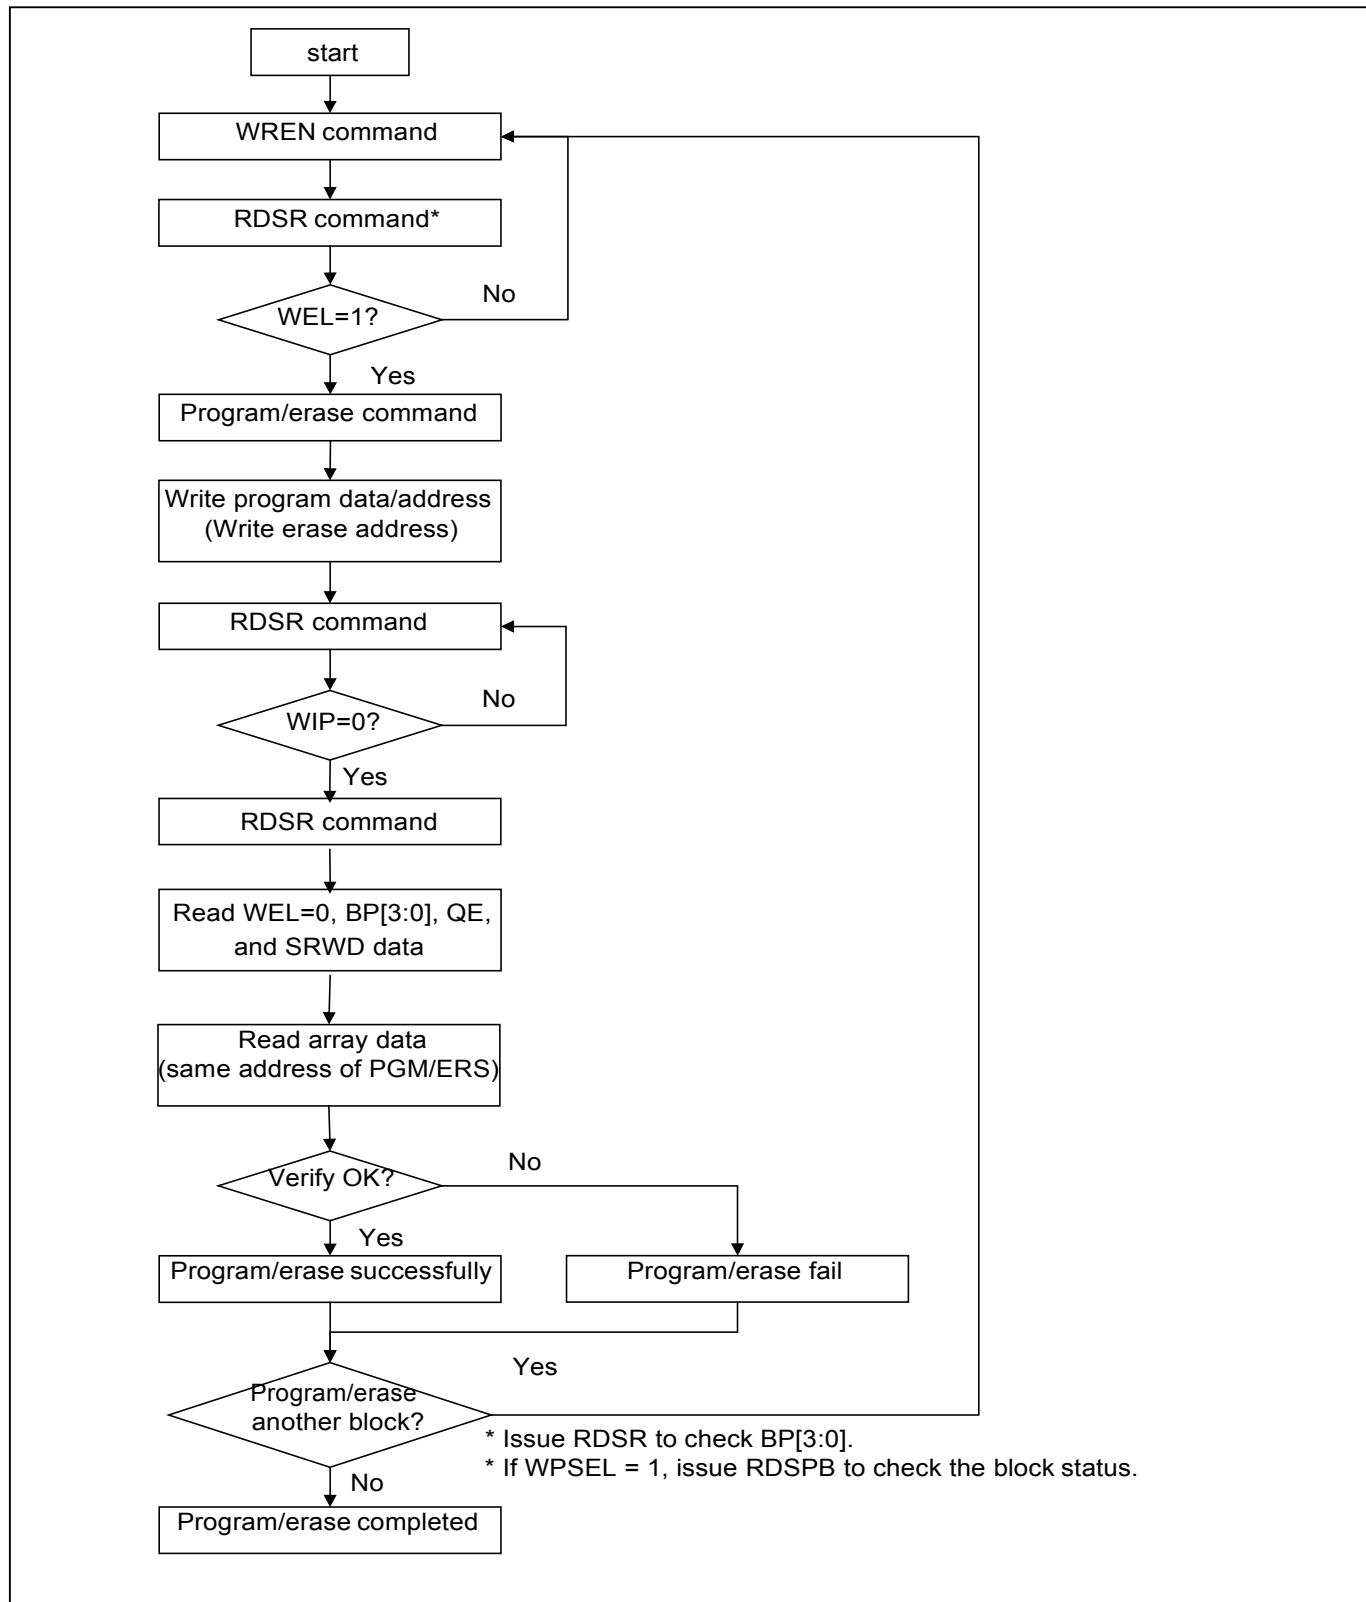 start
WREN command
RDSR command*
WEL=1?
No
Yes
Program/erase command
Write program data/address
(Write erase address)
RDSR command
WIP=0?
No
Yes
RDSR command
Read WEL=0, BP[3:0], QE,
and SRWD data
Read array data
(same address of PGM/ERS)
Verify OK?
No
Yes
Program/erase successfully
Program/erase fail
Yes
Program/erase
another block?
* Issue RDSR to check BP[3:0].
* If WPSEL = 1, issue RDSPB to check the block status.
No
Program/erase completed